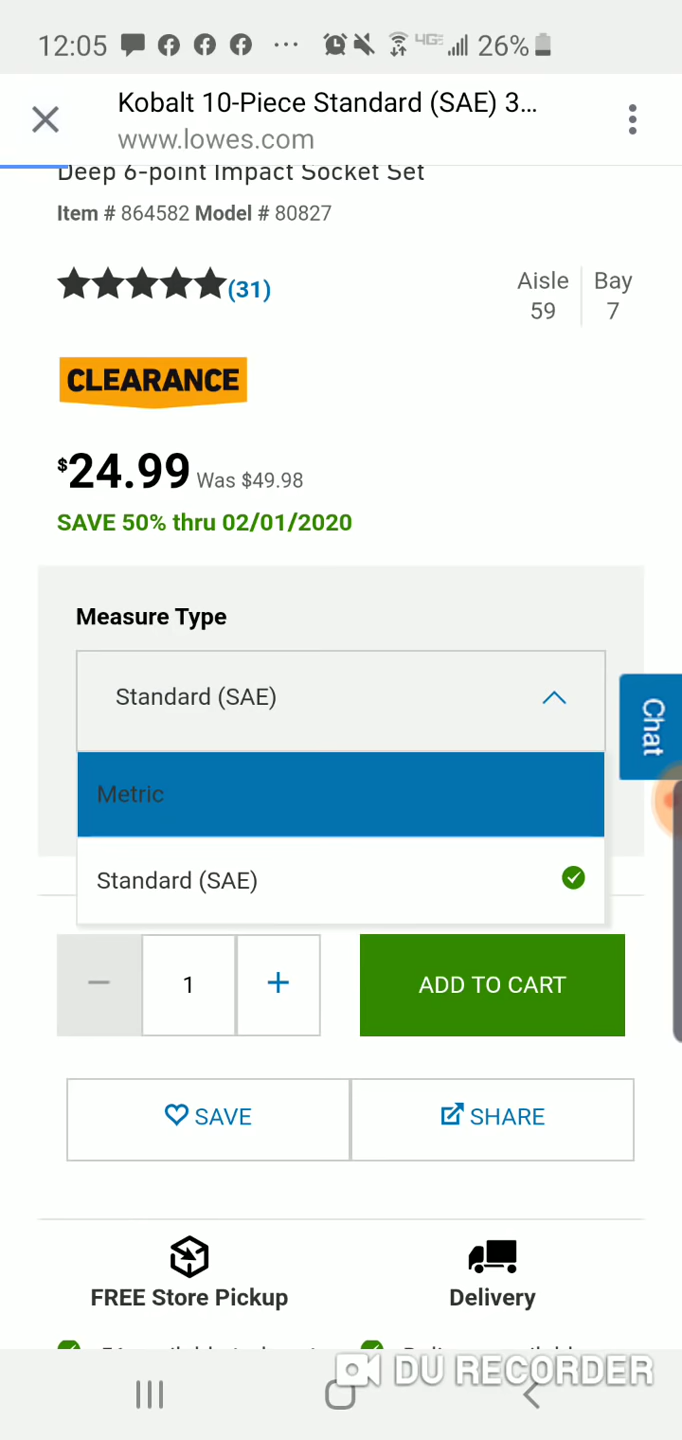 12:05 4GE 26%
Kobalt 10-Piece Standard (SAE) 3...
www.lowes.com
Deep 6-point Impact Socket Set
Item # 864582 Model # 80827
(31)
Aisle Bay
59 7
CLEARANCE
$24.99 Was $49.98
SAVE 50% thru 02/01/2020
Measure Type
Standard (SAE)
Chat
Metric
Standard (SAE)
1
ADD TO CART
SAVE
SHARE
FREE Store Pickup
Delivery
DU RECORDER